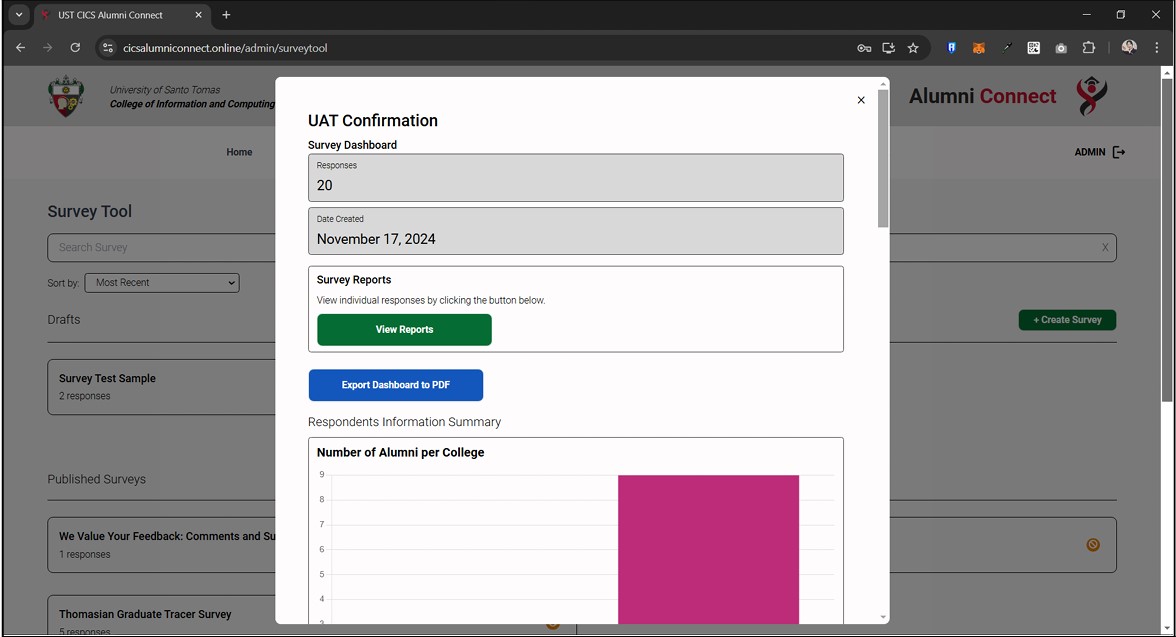 UST CICS Alumni Connect
cicsalumniconnect.online/admin/surveytool
University of Santo Tomas
College of Information and Computing
Alumni Connect
Home
ADMIN
Survey Tool
Search Survey
X
Sort by:
Most Recent
Drafts
+ Create Survey
Survey Test Sample
2 responses
Published Surveys
We Value Your Feedback: Comments and Su
1 responses
Thomasian Graduate Tracer Survey
5 responses
UAT Confirmation
Survey Dashboard
Responses
20
Date Created
November 17, 2024
Survey Reports
View individual responses by clicking the button below.
View Reports
Export Dashboard to PDF
Respondents Information Summary
Number of Alumni per College
9
8
7
6
5
4
3